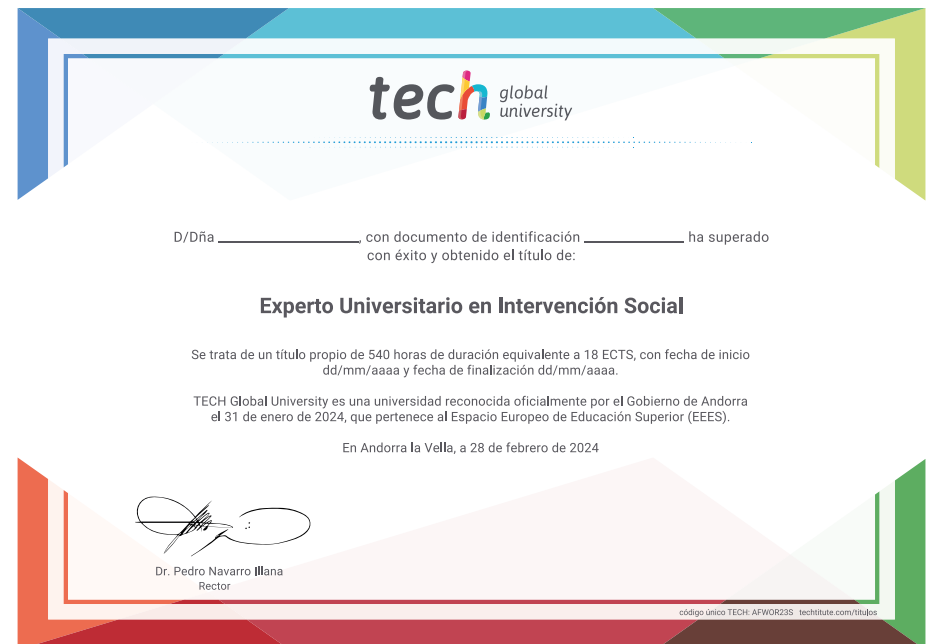 tech global university
D/Dña ____________, con documento de identificación _________ ha superado
con éxito y obtenido el título de:
Experto Universitario en Intervención Social
Se trata de un título propio de 540 horas de duración equivalente a 18 ECTS, con fecha de inicio
dd/mm/aaaa y fecha de finalización dd/mm/aaaa.
TECH Global University es una universidad reconocida oficialmente por el Gobierno de Andorra
el 31 de enero de 2024, que pertenece al Espacio Europeo de Educación Superior (EEES).
En Andorra la Vella, a 28 de febrero de 2024
Dr. Pedro Navarro Illana
Rector
código único TECH: AFWOR23S techtitute.com/titulos